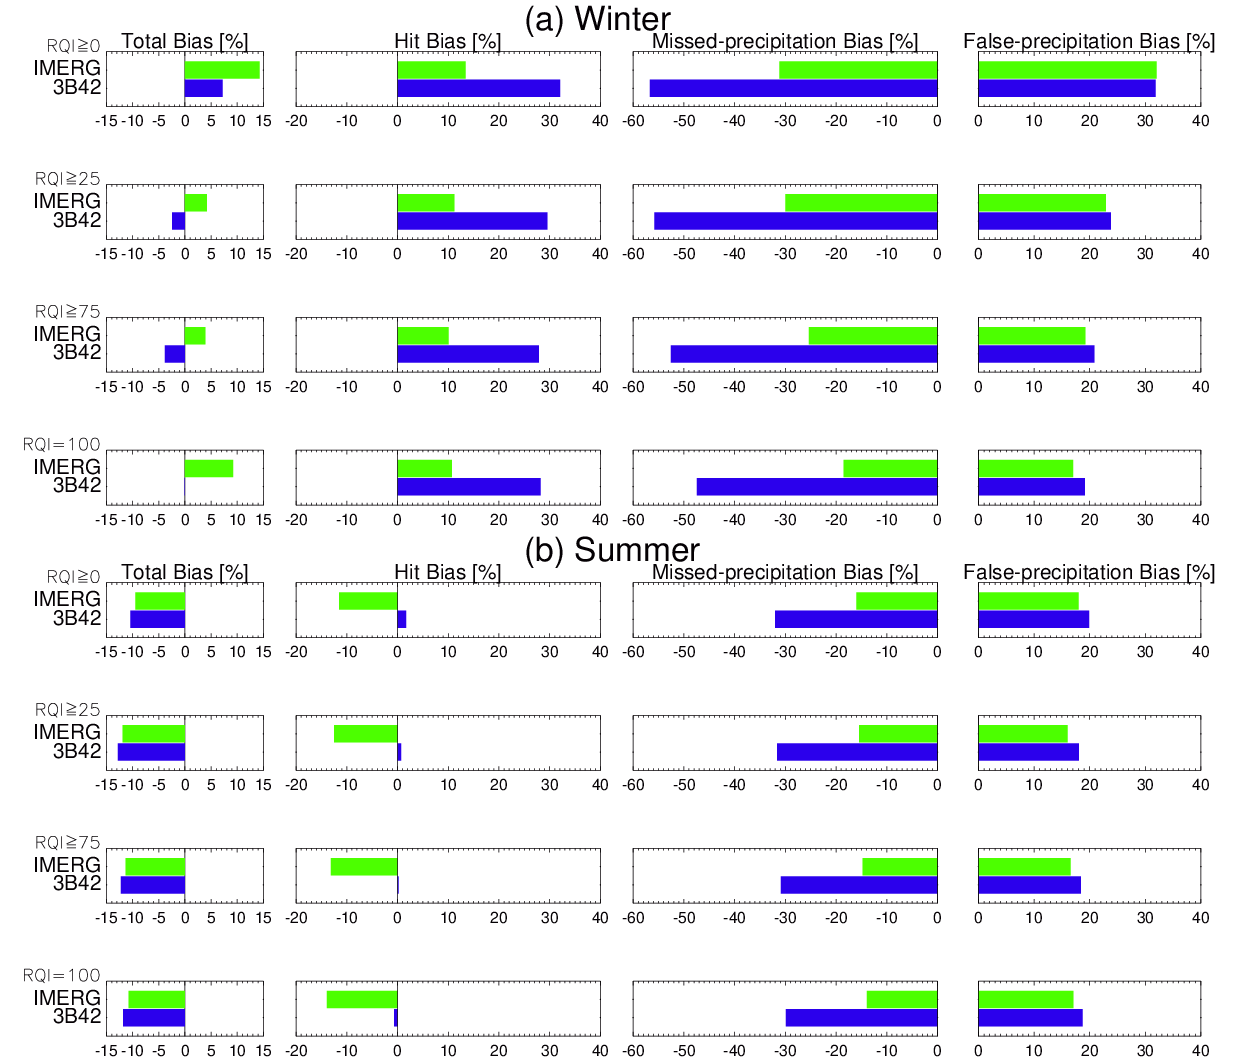 (a) Winter
RQI≧0 Total Bias [%] Hit Bias [%] Missed-precipitation Bias [%] False-precipitation Bias [%]
IMERG
3B42
-15 -10 -5 0 5 10 15 -20 -10 0 10 20 30 40 -60 -50 -40 -30 -20 -10 0 0 10 20 30 40
RQI≧25
IMERG
3B42
-15 -10 -5 0 5 10 15 -20 -10 0 10 20 30 40 -60 -50 -40 -30 -20 -10 0 0 10 20 30 40
RQI≧75
IMERG
3B42
-15 -10 -5 0 5 10 15 -20 -10 0 10 20 30 40 -60 -50 -40 -30 -20 -10 0 0 10 20 30 40
RQI=100
IMERG
3B42
-15 -10 -5 0 5 10 15 -20 -10 0 10 20 30 40 -60 -50 -40 -30 -20 -10 0 0 10 20 30 40
(b) Summer
RQI≧0 Total Bias [%] Hit Bias [%] Missed-precipitation Bias [%] False-precipitation Bias [%]
IMERG
3B42
-15 -10 -5 0 5 10 15 -20 -10 0 10 20 30 40 -60 -50 -40 -30 -20 -10 0 0 10 20 30 40
RQI≧25
IMERG
3B42
-15 -10 -5 0 5 10 15 -20 -10 0 10 20 30 40 -60 -50 -40 -30 -20 -10 0 0 10 20 30 40
RQI≧75
IMERG
3B42
-15 -10 -5 0 5 10 15 -20 -10 0 10 20 30 40 -60 -50 -40 -30 -20 -10 0 0 10 20 30 40
RQI=100
IMERG
3B42
-15 -10 -5 0 5 10 15 -20 -10 0 10 20 30 40 -60 -50 -40 -30 -20 -10 0 0 10 20 30 40